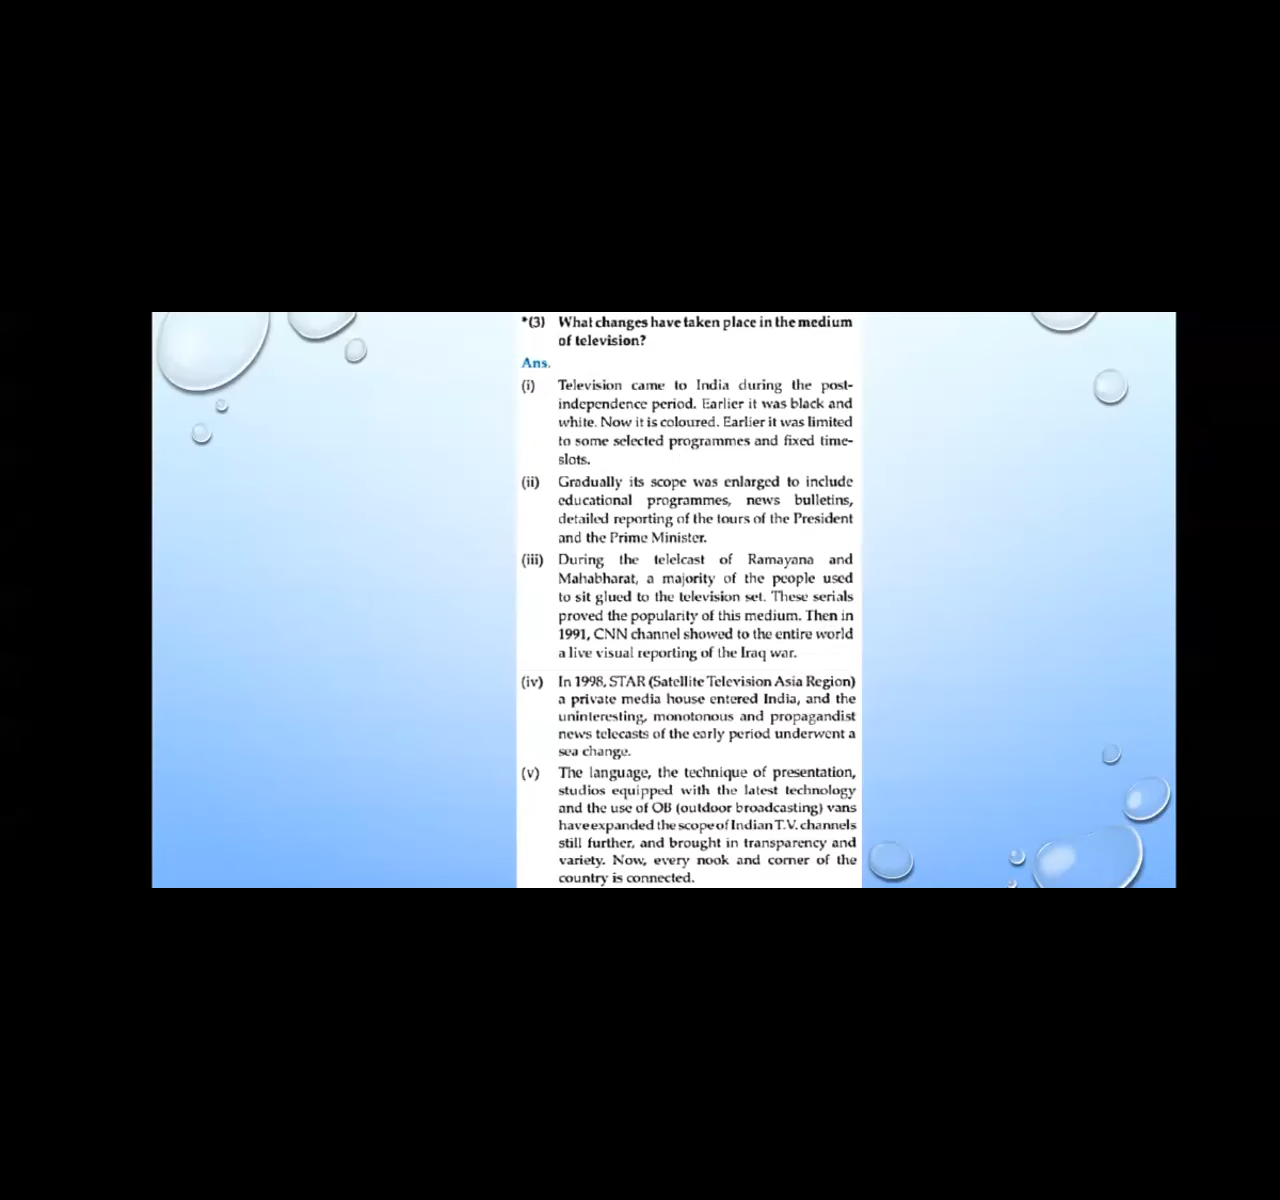 *(3) What changes have taken place in the medium
of television?
Ans.
(i) Television came to India during the post-
independence period. Earlier it was black and
white. Now it is coloured. Earlier it was limited
to some selected programmes and fixed time-
slots.
(ii) Gradually its scope was enlarged to include
educational programmes, news bulletins,
detailed reporting of the tours of the President
and the Prime Minister.
(iii) During the telelcast of Ramayana and
Mahabharat, a majority of the people used
to sit glued to the television set. These serials
proved the popularity of this medium. Then in
1991, CNN channel showed to the entire world
a live visual reporting of the Iraq war.
(iv) In 1998, STAR (Satellite Television Asia Region)
a private media house entered India, and the
uninteresting, monotonous and propagandist
news telecasts of the early period underwent a
sea change.
(v) The language, the technique of presentation,
studios equipped with the latest technology
and the use of OB (outdoor broadcasting) vans
have expanded the scope of Indian T.V. channels
still further, and brought in transparency and
variety. Now, every nook and corner of the
country is connected.